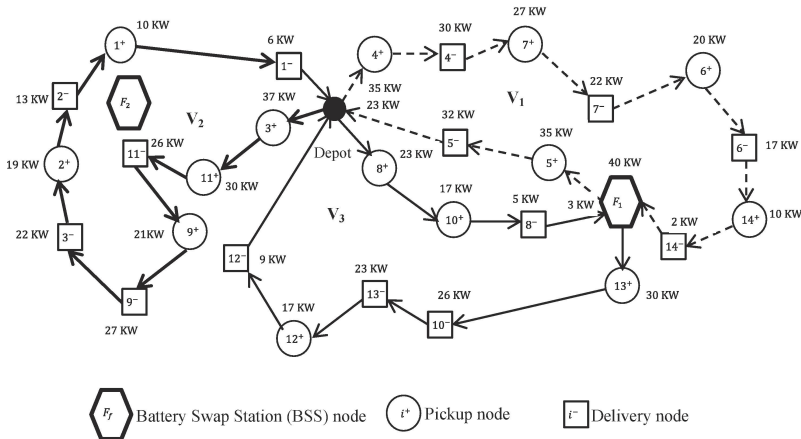 10 KW
1⁺
6 KW
1⁻
30 KW
4⁺
4⁻
27 KW
7⁺
20 KW
6⁺
35 KW
V₁
22 KW
7⁻
13 KW
2⁻
F₂
V₂
37 KW
3⁺
23 KW
Depot
32 KW
5⁻
35 KW
5⁺
17 KW
6⁻
26 KW
11⁻
11⁺
30 KW
23 KW
8⁺
40 KW
F₁
19 KW
2⁺
V₃
17 KW
10⁺
5 KW
8⁻
3 KW
2 KW
14⁻
14⁺
10 KW
22 KW
3⁻
21KW
9⁺
12⁻
9 KW
23 KW
13⁻
26 KW
10⁻
13⁺
30 KW
9⁻
27 KW
17 KW
12⁺
F_f Battery Swap Station (BSS) node
i⁺ Pickup node
i⁻ Delivery node